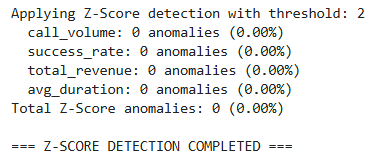 Applying Z-Score detection with threshold: 2
  call_volume: 0 anomalies (0.00%)
  success_rate: 0 anomalies (0.00%)
  total_revenue: 0 anomalies (0.00%)
  avg_duration: 0 anomalies (0.00%)
Total Z-Score anomalies: 0 (0.00%)

=== Z-SCORE DETECTION COMPLETED ===